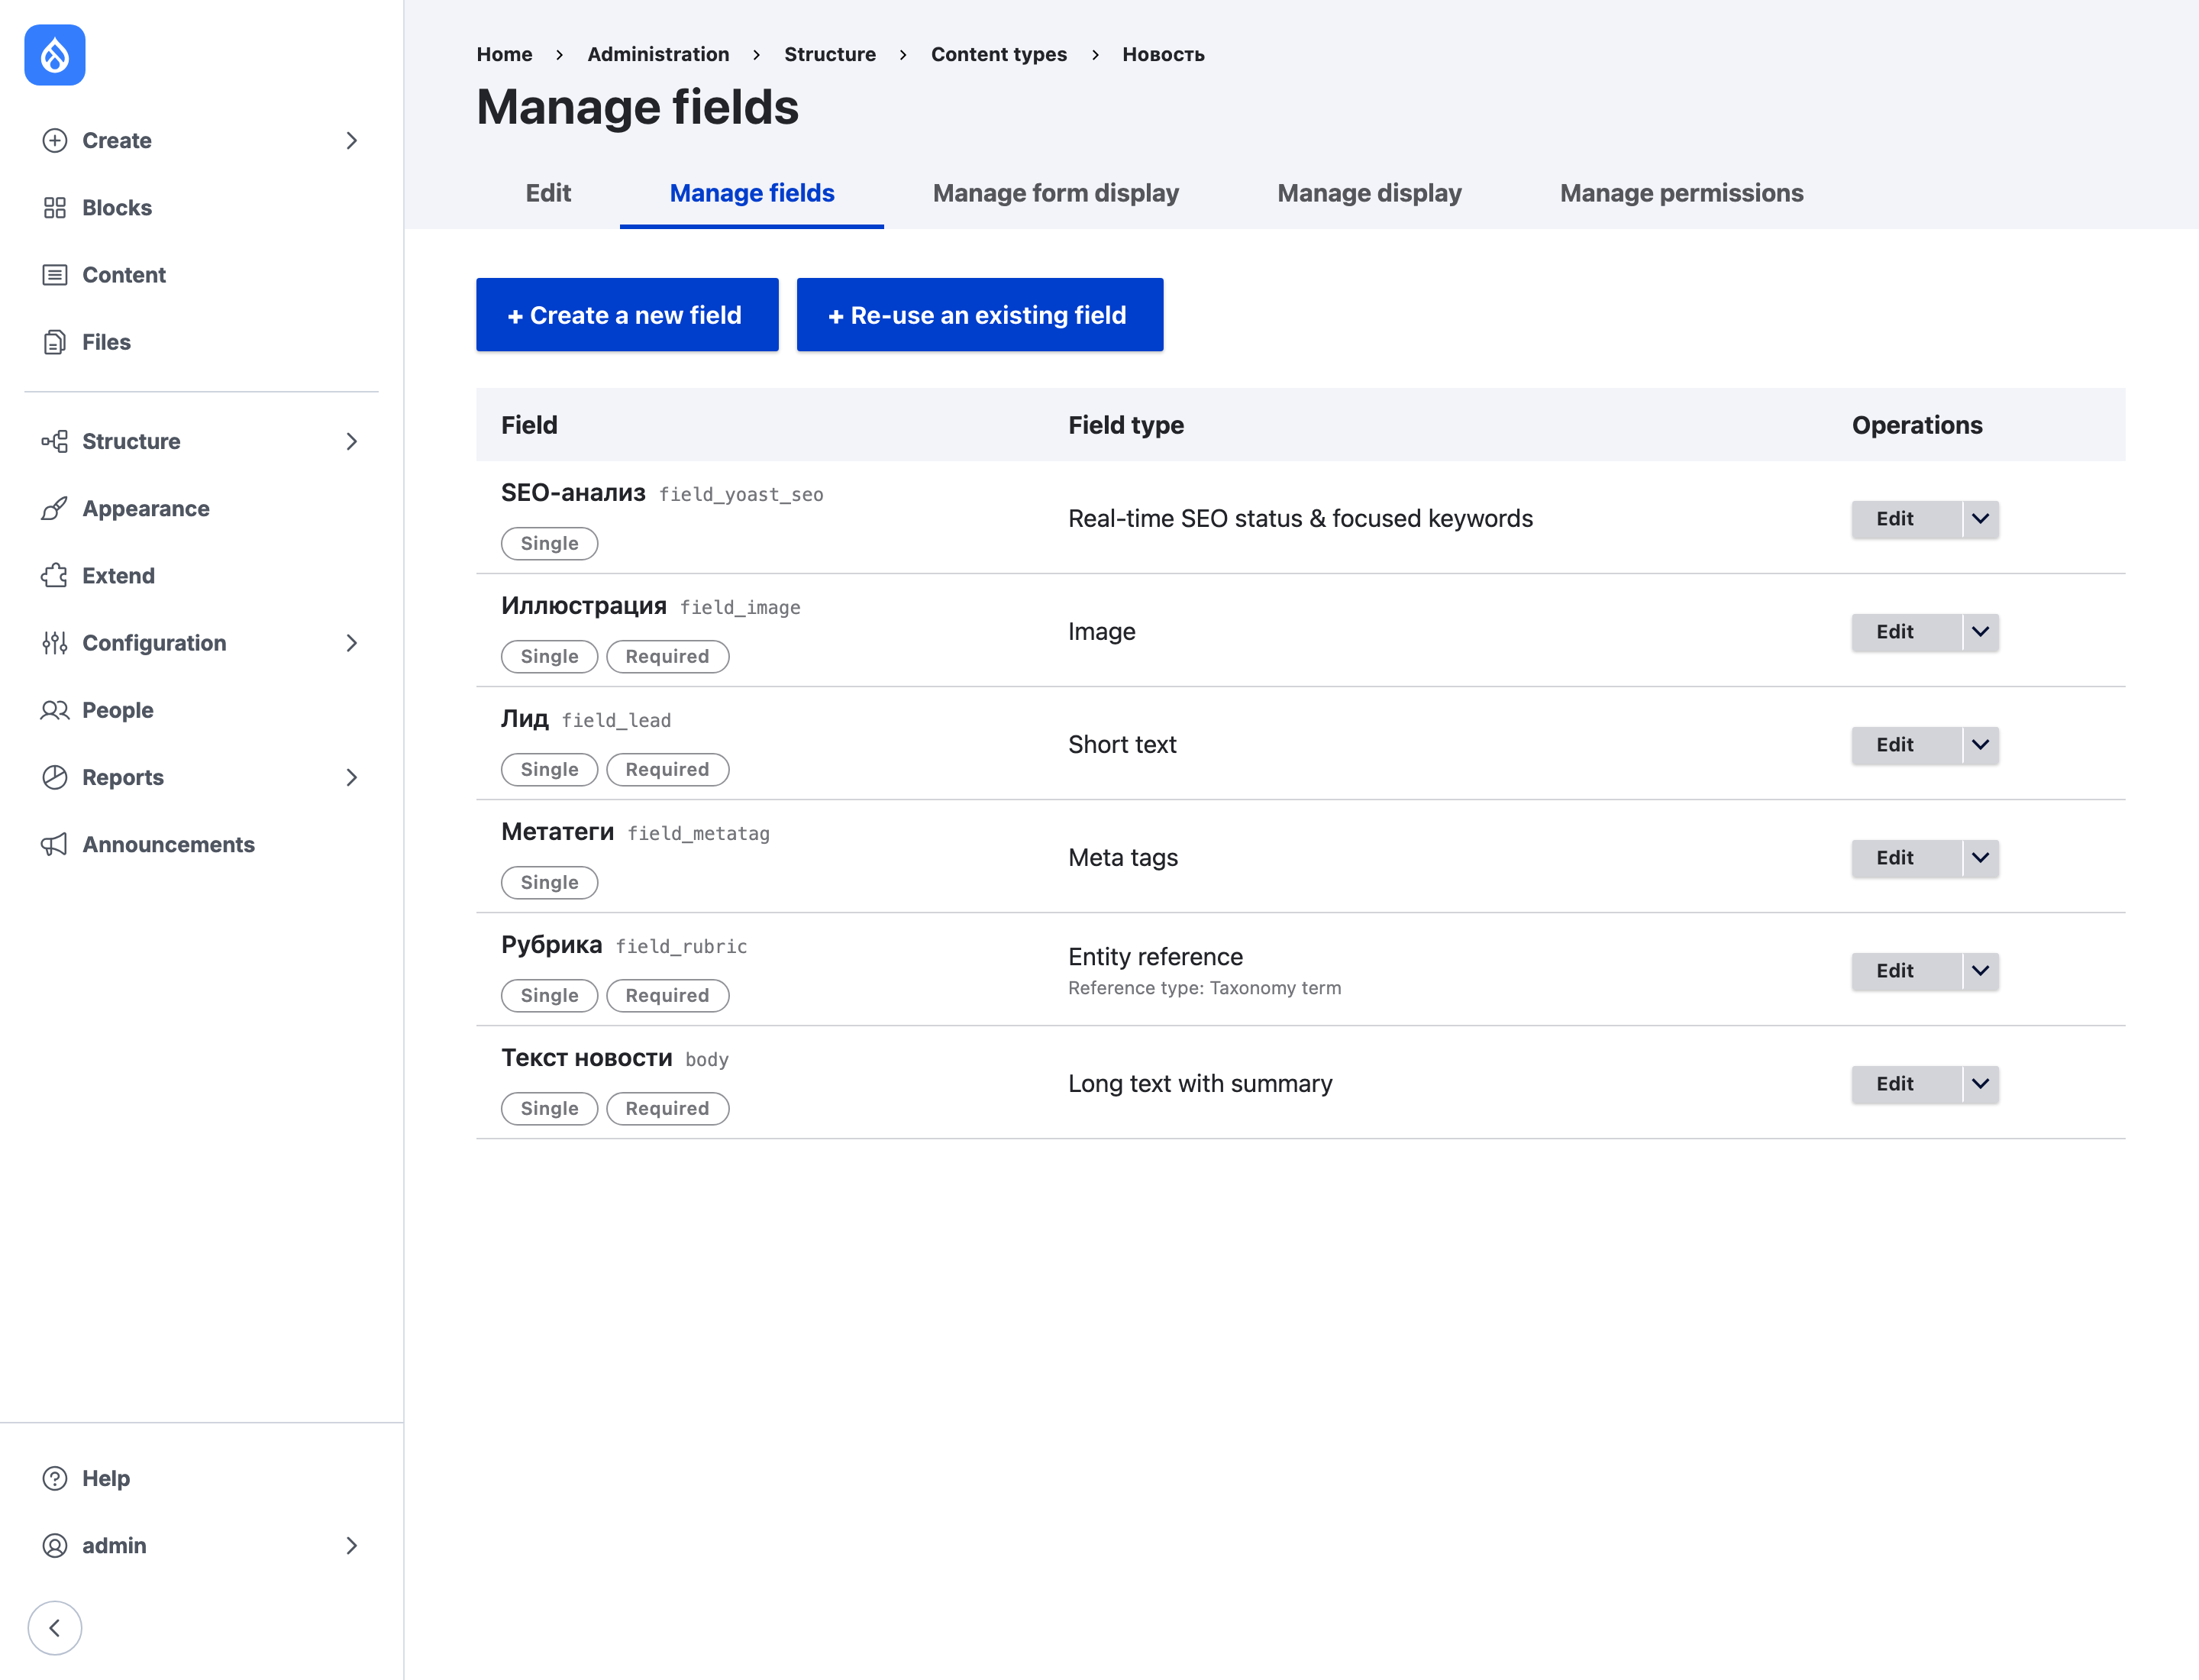 Create
Blocks
Content
Files
Structure
Appearance
Extend
Configuration
People
Reports
Announcements
Help
admin
Home > Administration > Structure > Content types > Новость
Manage fields
Edit Manage fields Manage form display Manage display Manage permissions
+ Create a new field + Re-use an existing field
Field Field type Operations
SEO-анализ field_yoast_seo
Single
Real-time SEO status & focused keywords
Edit
Иллюстрация field_image
Single Required
Image
Edit
Лид field_lead
Single Required
Short text
Edit
Метатеги field_metatag
Single
Meta tags
Edit
Рубрика field_rubric
Single Required
Entity reference
Reference type: Taxonomy term
Edit
Текст новости body
Single Required
Long text with summary
Edit